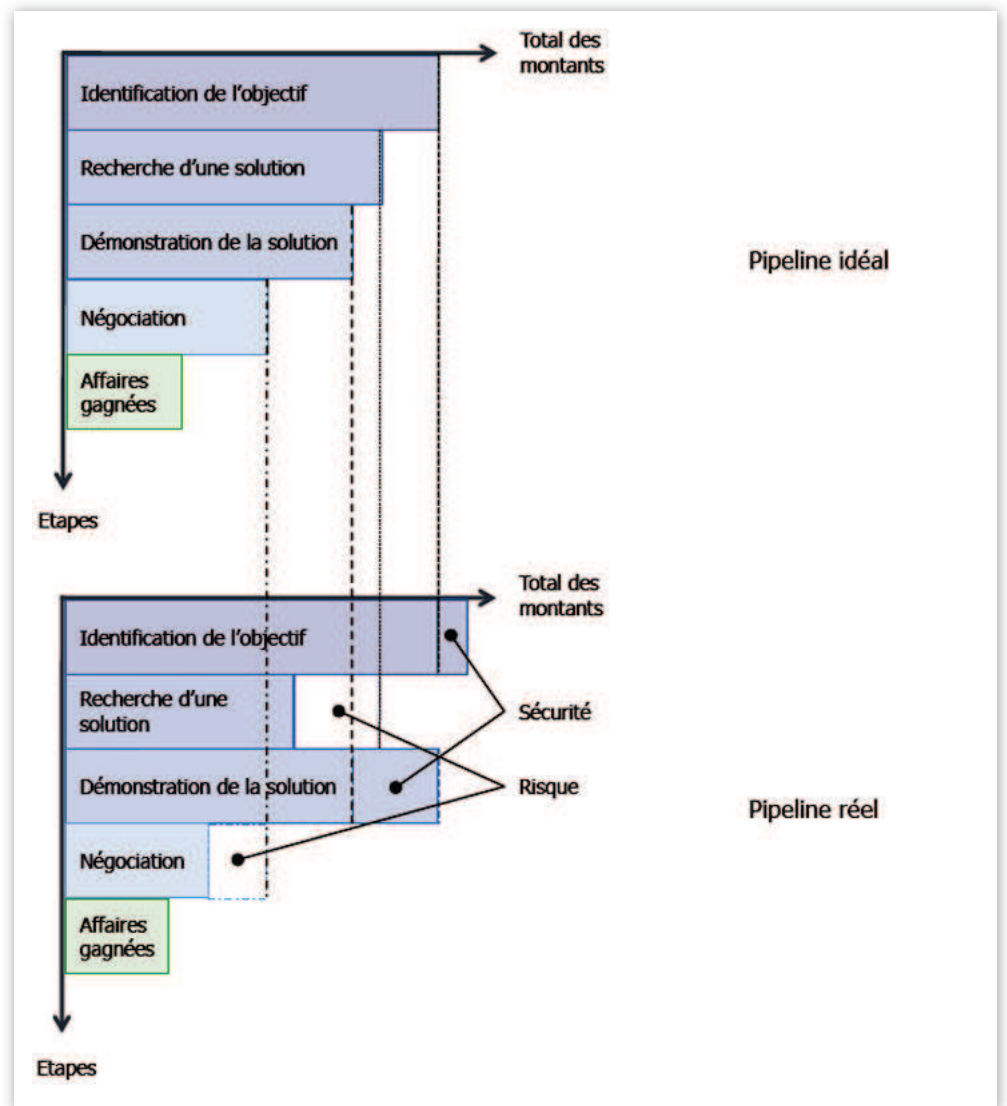 Total des
montants
Identification de l'objectif
Recherche d'une solution
Démonstration de la solution
Pipeline idéal
Négociation
Affaires
gagnées
Etapes
Total des
montants
Identification de l'objectif
Recherche d'une
solution
Sécurité
Démonstration de la solution
Risque
Pipeline réel
Négociation
Affaires
gagnées
Etapes